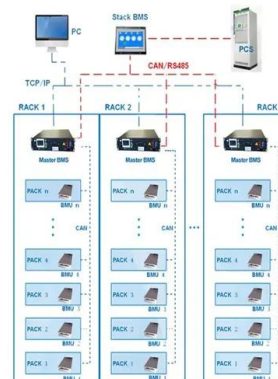 Stack BMS
PC
PCS
CAN/RS485
TCP/IP
RACK 1
RACK 2
RACK
Master BMS
Master BMS
Master BMS
PACK n
BMU n
PACK n
BMU n
PACK n
BMU n
CAN
CAN
CAN
PACK 4
BMU 4
PACK 4
BMU 4
PACK 4
BMU 4
PACK 3
BMU 3
PACK 3
BMU 3
PACK 3
BMU 3
PACK 2
BMU 2
PACK 2
BMU 2
PACK 2
BMU 2
PACK 1
PACK 1
PACK 1